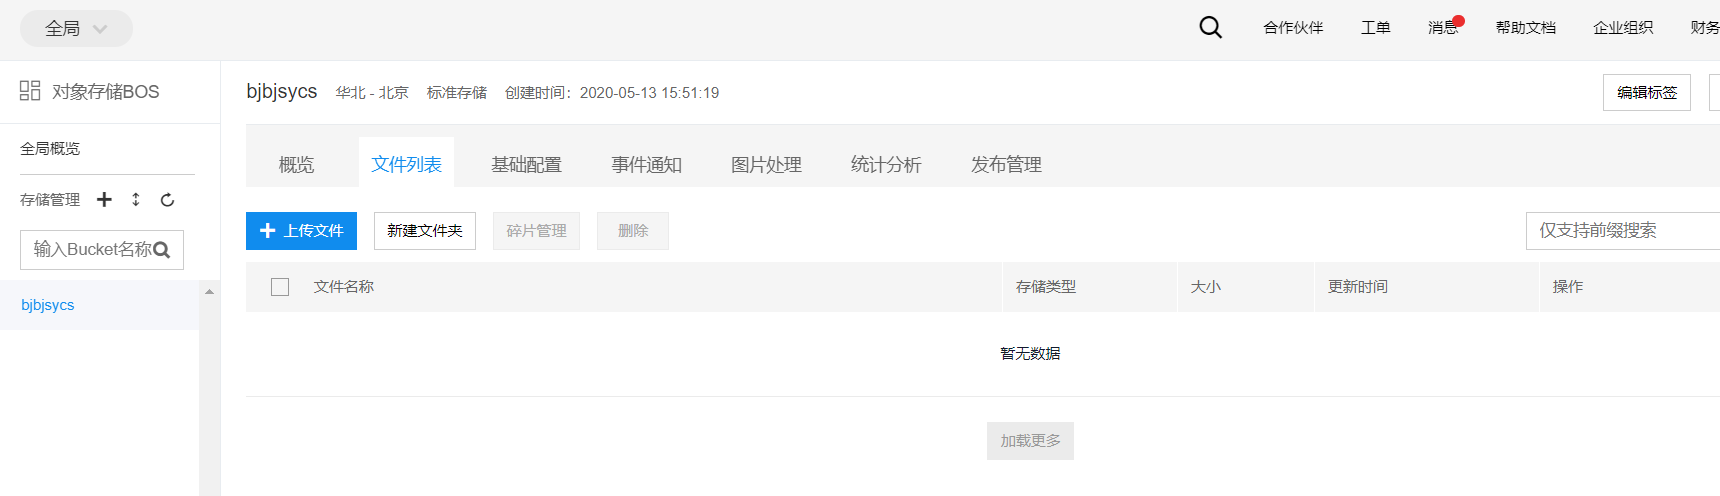 全局 合作伙伴 工单 消息 帮助文档 企业组织 财务
对象存储BOS
全局概览
存储管理
输入Bucket名称
bjbjsycs
bjbjsycs 华北 - 北京 标准存储 创建时间：2020-05-13 15:51:19 编辑标签
概览 文件列表 基础配置 事件通知 图片处理 统计分析 发布管理
上传文件 新建文件夹 碎片管理 删除 仅支持前缀搜索
文件名称 存储类型 大小 更新时间 操作
暂无数据
加载更多